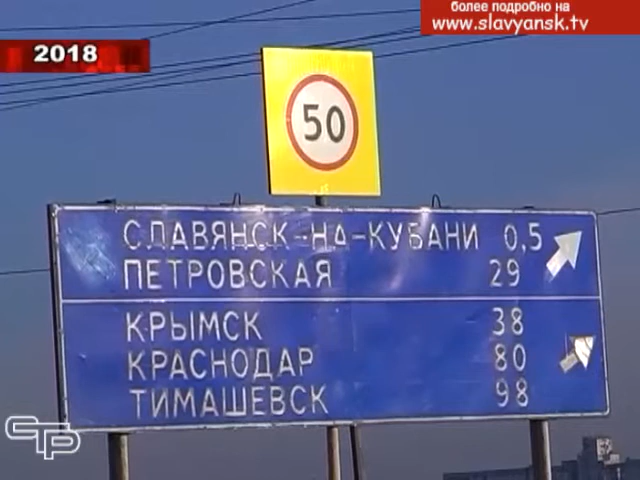 более подробно на
www.slavyansk.tv
2018
50
СЛАВЯНСК-НА-КУБАНИ 0,5
ПЕТРОВСКАЯ 29
КРЫМСК 38
КРАСНОДАР 80
ТИМАШЕВСК 98
СТР